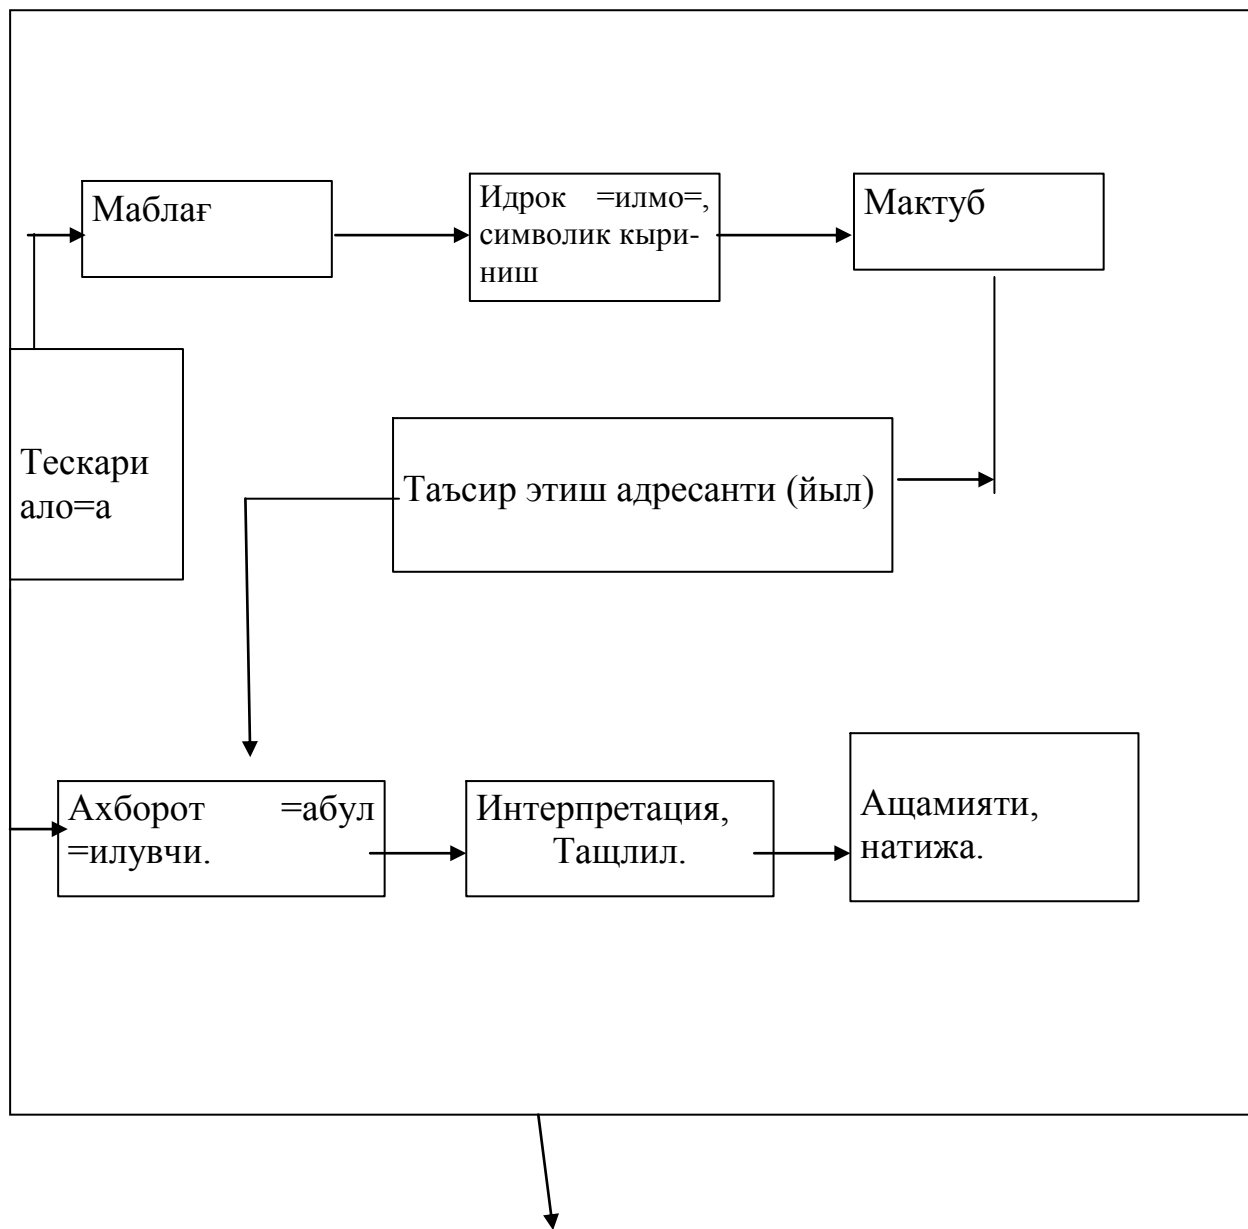 Маблағ
Идрок =илмо=,
символик кыри-
ниш
Мактуб
Тескари
ало=а
Таъсир этиш адресанти (йыл)
Ахборот =абул
=илувчи.
Интерпретация,
Тащлил.
Ащамияти,
натижа.